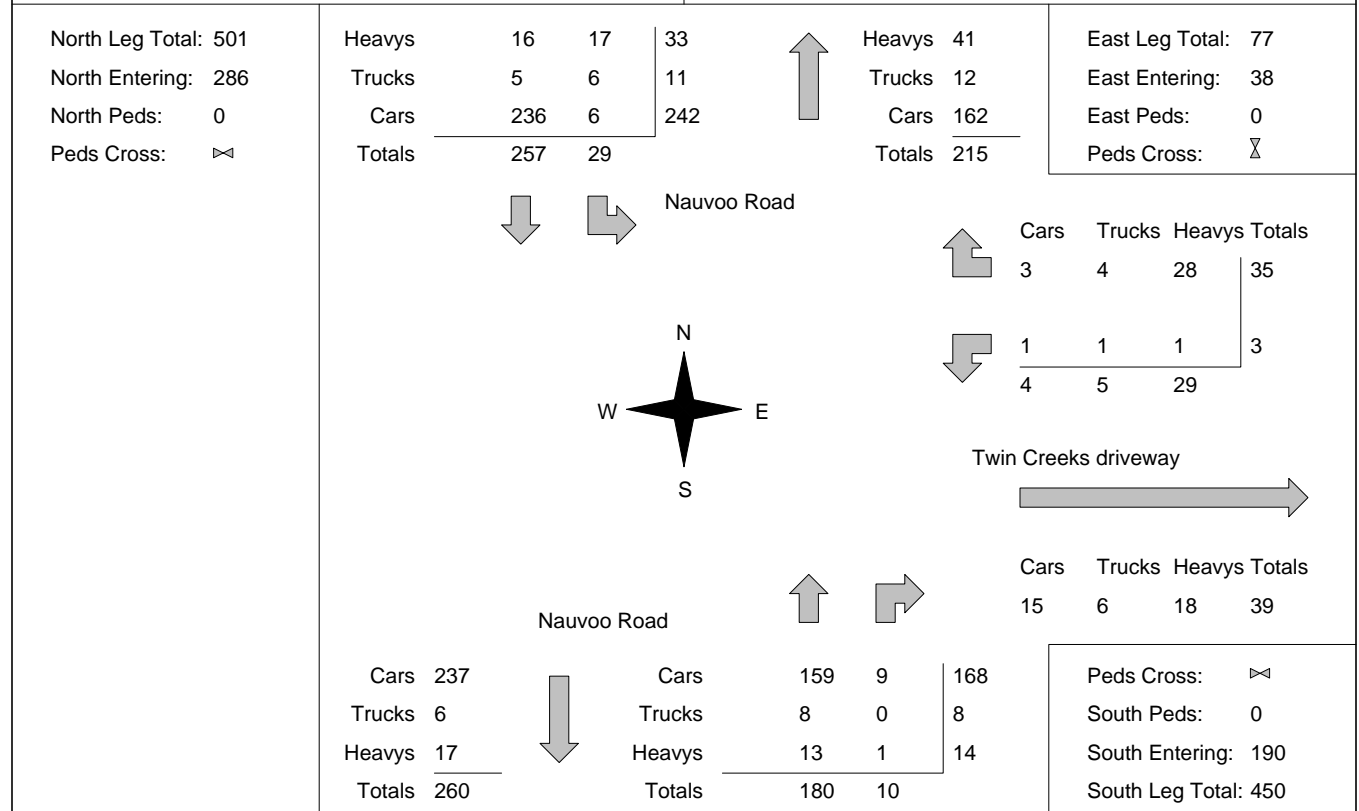 North Leg Total: 501
North Entering: 286
North Peds: 0
Peds Cross:
Heavys 16 17 33
Trucks 5 6 11
Cars 236 6 242
Totals 257 29
Heavys 41
Trucks 12
Cars 162
Totals 215
East Leg Total: 77
East Entering: 38
East Peds: 0
Peds Cross:
Nauvoo Road
Cars Trucks Heavys Totals
3 4 28 35
1 1 1 3
4 5 29
N
W E
S
Twin Creeks driveway
Cars Trucks Heavys Totals
15 6 18 39
Nauvoo Road
Cars 237
Trucks 6
Heavys 17
Totals 260
Cars 159 9 168
Trucks 8 0 8
Heavys 13 1 14
Totals 180 10
Peds Cross:
South Peds: 0
South Entering: 190
South Leg Total: 450